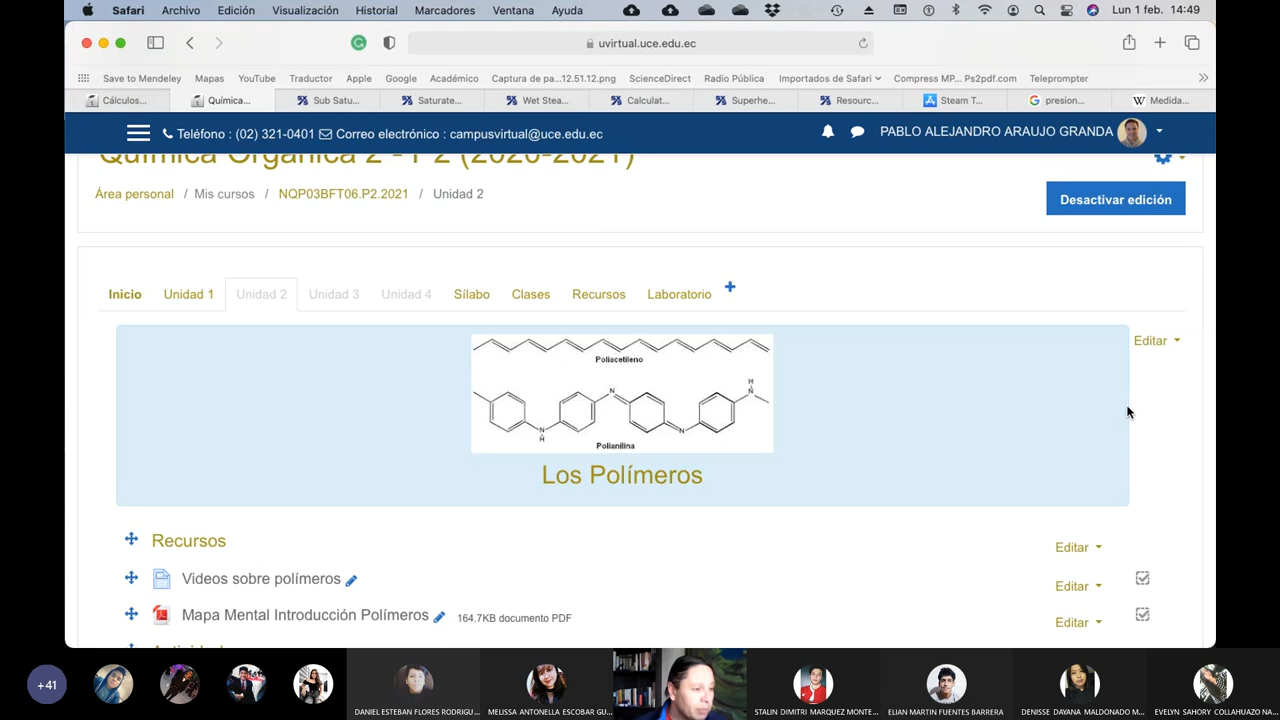 Safari Archivo Edición Visualización Historial Marcadores Ventana Ayuda Lun 1 feb. 14:49
uvirtual.uce.edu.ec
Save to Mendeley Mapas YouTube Traductor Apple Google Académico Captura de pa...12.51.12.png ScienceDirect Radio Pública Importados de Safari Compress MP... Ps2pdf.com Teleprompter
Cálculos... Química... Sub Satu... Saturate... Wet Stea... Calculat... Superhe... Resourc... Steam T... presion... Medida...
Teléfono : (02) 321-0401 Correo electrónico : campusvirtual@uce.edu.ec PABLO ALEJANDRO ARAUJO GRANDA
Química Orgánica 2 - P2 (2020-2021)
Área personal / Mis cursos / NQP03BFT06.P2.2021 / Unidad 2
Desactivar edición
Inicio Unidad 1 Unidad 2 Unidad 3 Unidad 4 Sílabo Clases Recursos Laboratorio
Editar
Poliacetileno
H
N
N
N
N
H
Polianilina
Los Polímeros
Recursos Editar
Videos sobre polímeros Editar
Mapa Mental Introducción Polímeros 164.7KB documento PDF Editar
+41
DANIEL ESTEBAN FLORES RODRIGU... MELISSA ANTONELLA ESCOBAR GU... STALIN DIMITRI MARQUEZ MONTE... ELIAN MARTIN FUENTES BARRERA DENISSE DAYANA MALDONADO M... EVELYN SAHORY COLLAHUAZO NA...